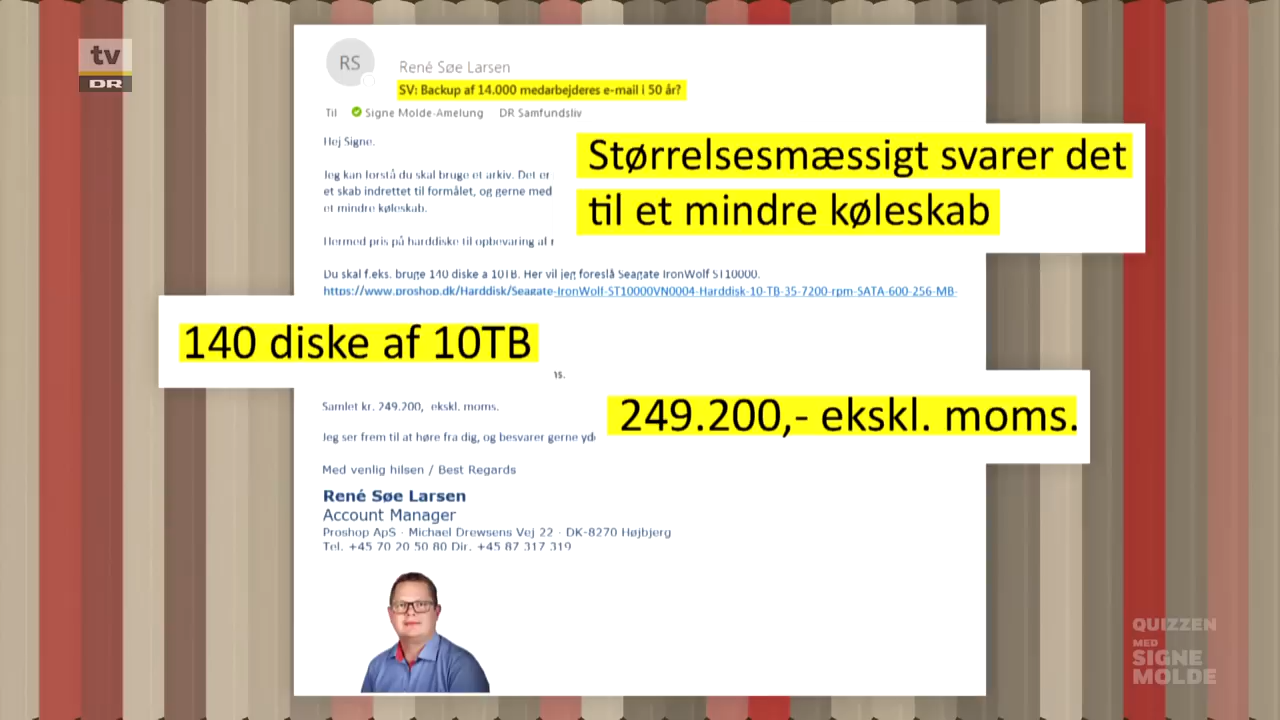 tv
DR
RS
René Søe Larsen
SV: Backup af 14.000 medarbejderes e-mail i 50 år?
Til Signe Molde-Amelung DR Samfundsliv
Hej Signe.
Størrelsesmæssigt svarer det
til et mindre køleskab
Jeg kan forstå du skal bruge et arkiv. Det er
et skab indrettet til formålet, og gerne med
et mindre køleskab.
Hermed pris på harddiske til opbevaring af
Du skal f.eks. bruge 140 diske a 10TB. Her vil jeg foreslå Seagate IronWolf ST10000.
https://www.proshop.dk/Harddisk/Seagate-IronWolf-ST10000VN0004-Harddisk-10-TB-35-7200-rpm-SATA-600-256-MB-
140 diske af 10TB
249.200,- ekskl. moms.
Samlet kr. 249.200, ekskl. moms.
Jeg ser frem til at høre fra dig, og besvarer gerne
Med venlig hilsen / Best Regards
René Søe Larsen
Account Manager
Proshop ApS · Michael Drewsens Vej 22 · DK-8270 Højbjerg
Tel. +45 70 20 50 80 Dir. +45 87 317 319
QUIZZEN
MED
SIGNE
MOLDE